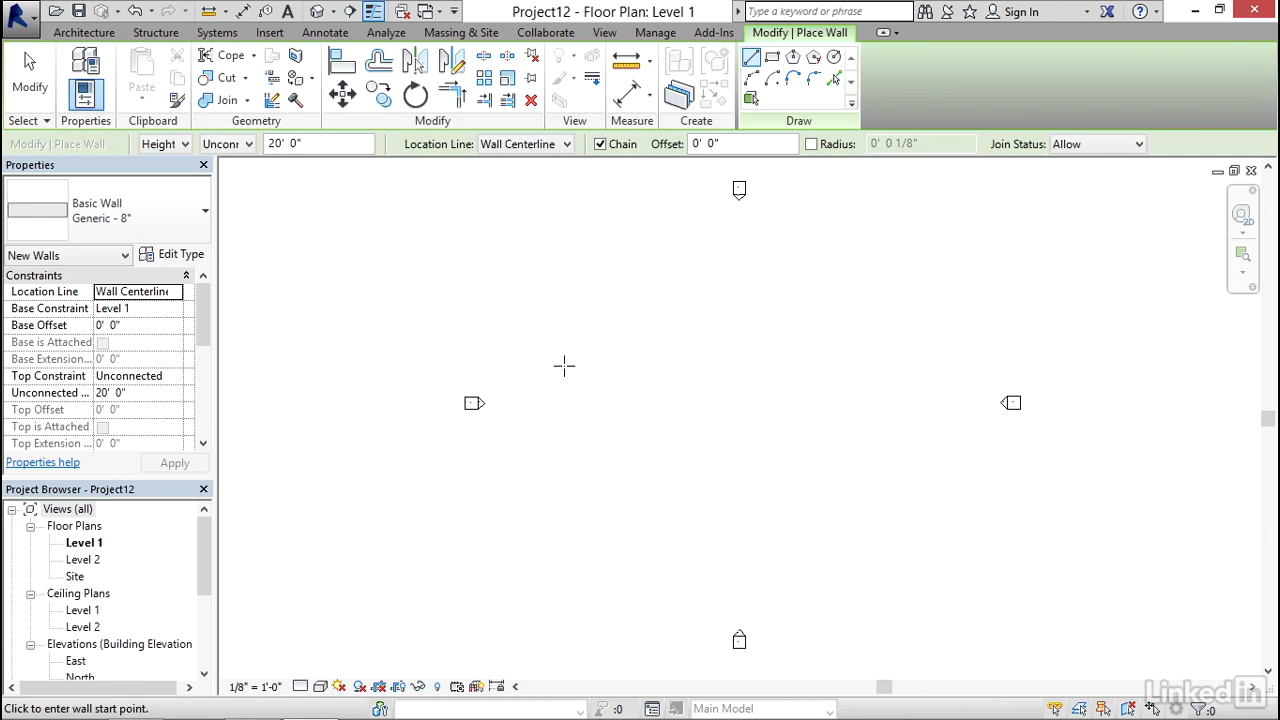 Project12 - Floor Plan: Level 1
Type a keyword or phrase
Sign In
Architecture
Structure
Systems
Insert
Annotate
Analyze
Massing & Site
Collaborate
View
Manage
Add-Ins
Modify | Place Wall
Modify
Cope
Cut
Join
Paste
Select
Properties
Clipboard
Geometry
Modify
View
Measure
Create
Draw
Modify | Place Wall
Height
Unconr
20' 0"
Location Line:
Wall Centerline
Chain
Offset:
0' 0"
Radius:
0' 0 1/8"
Join Status:
Allow
Properties
Basic Wall
Generic - 8"
New Walls
Edit Type
Constraints
Location Line
Wall Centerline
Base Constraint
Level 1
Base Offset
0' 0"
Base is Attached
Base Extension...
0' 0"
Top Constraint
Unconnected
Unconnected ...
20' 0"
Top Offset
0' 0"
Top is Attached
Top Extension ...
0' 0"
Properties help
Apply
Project Browser - Project12
Views (all)
Floor Plans
Level 1
Level 2
Site
Ceiling Plans
Level 1
Level 2
Elevations (Building Elevation
East
North
2D
1/8" = 1'-0"
Click to enter wall start point.
:0
Main Model
:0
Linked in